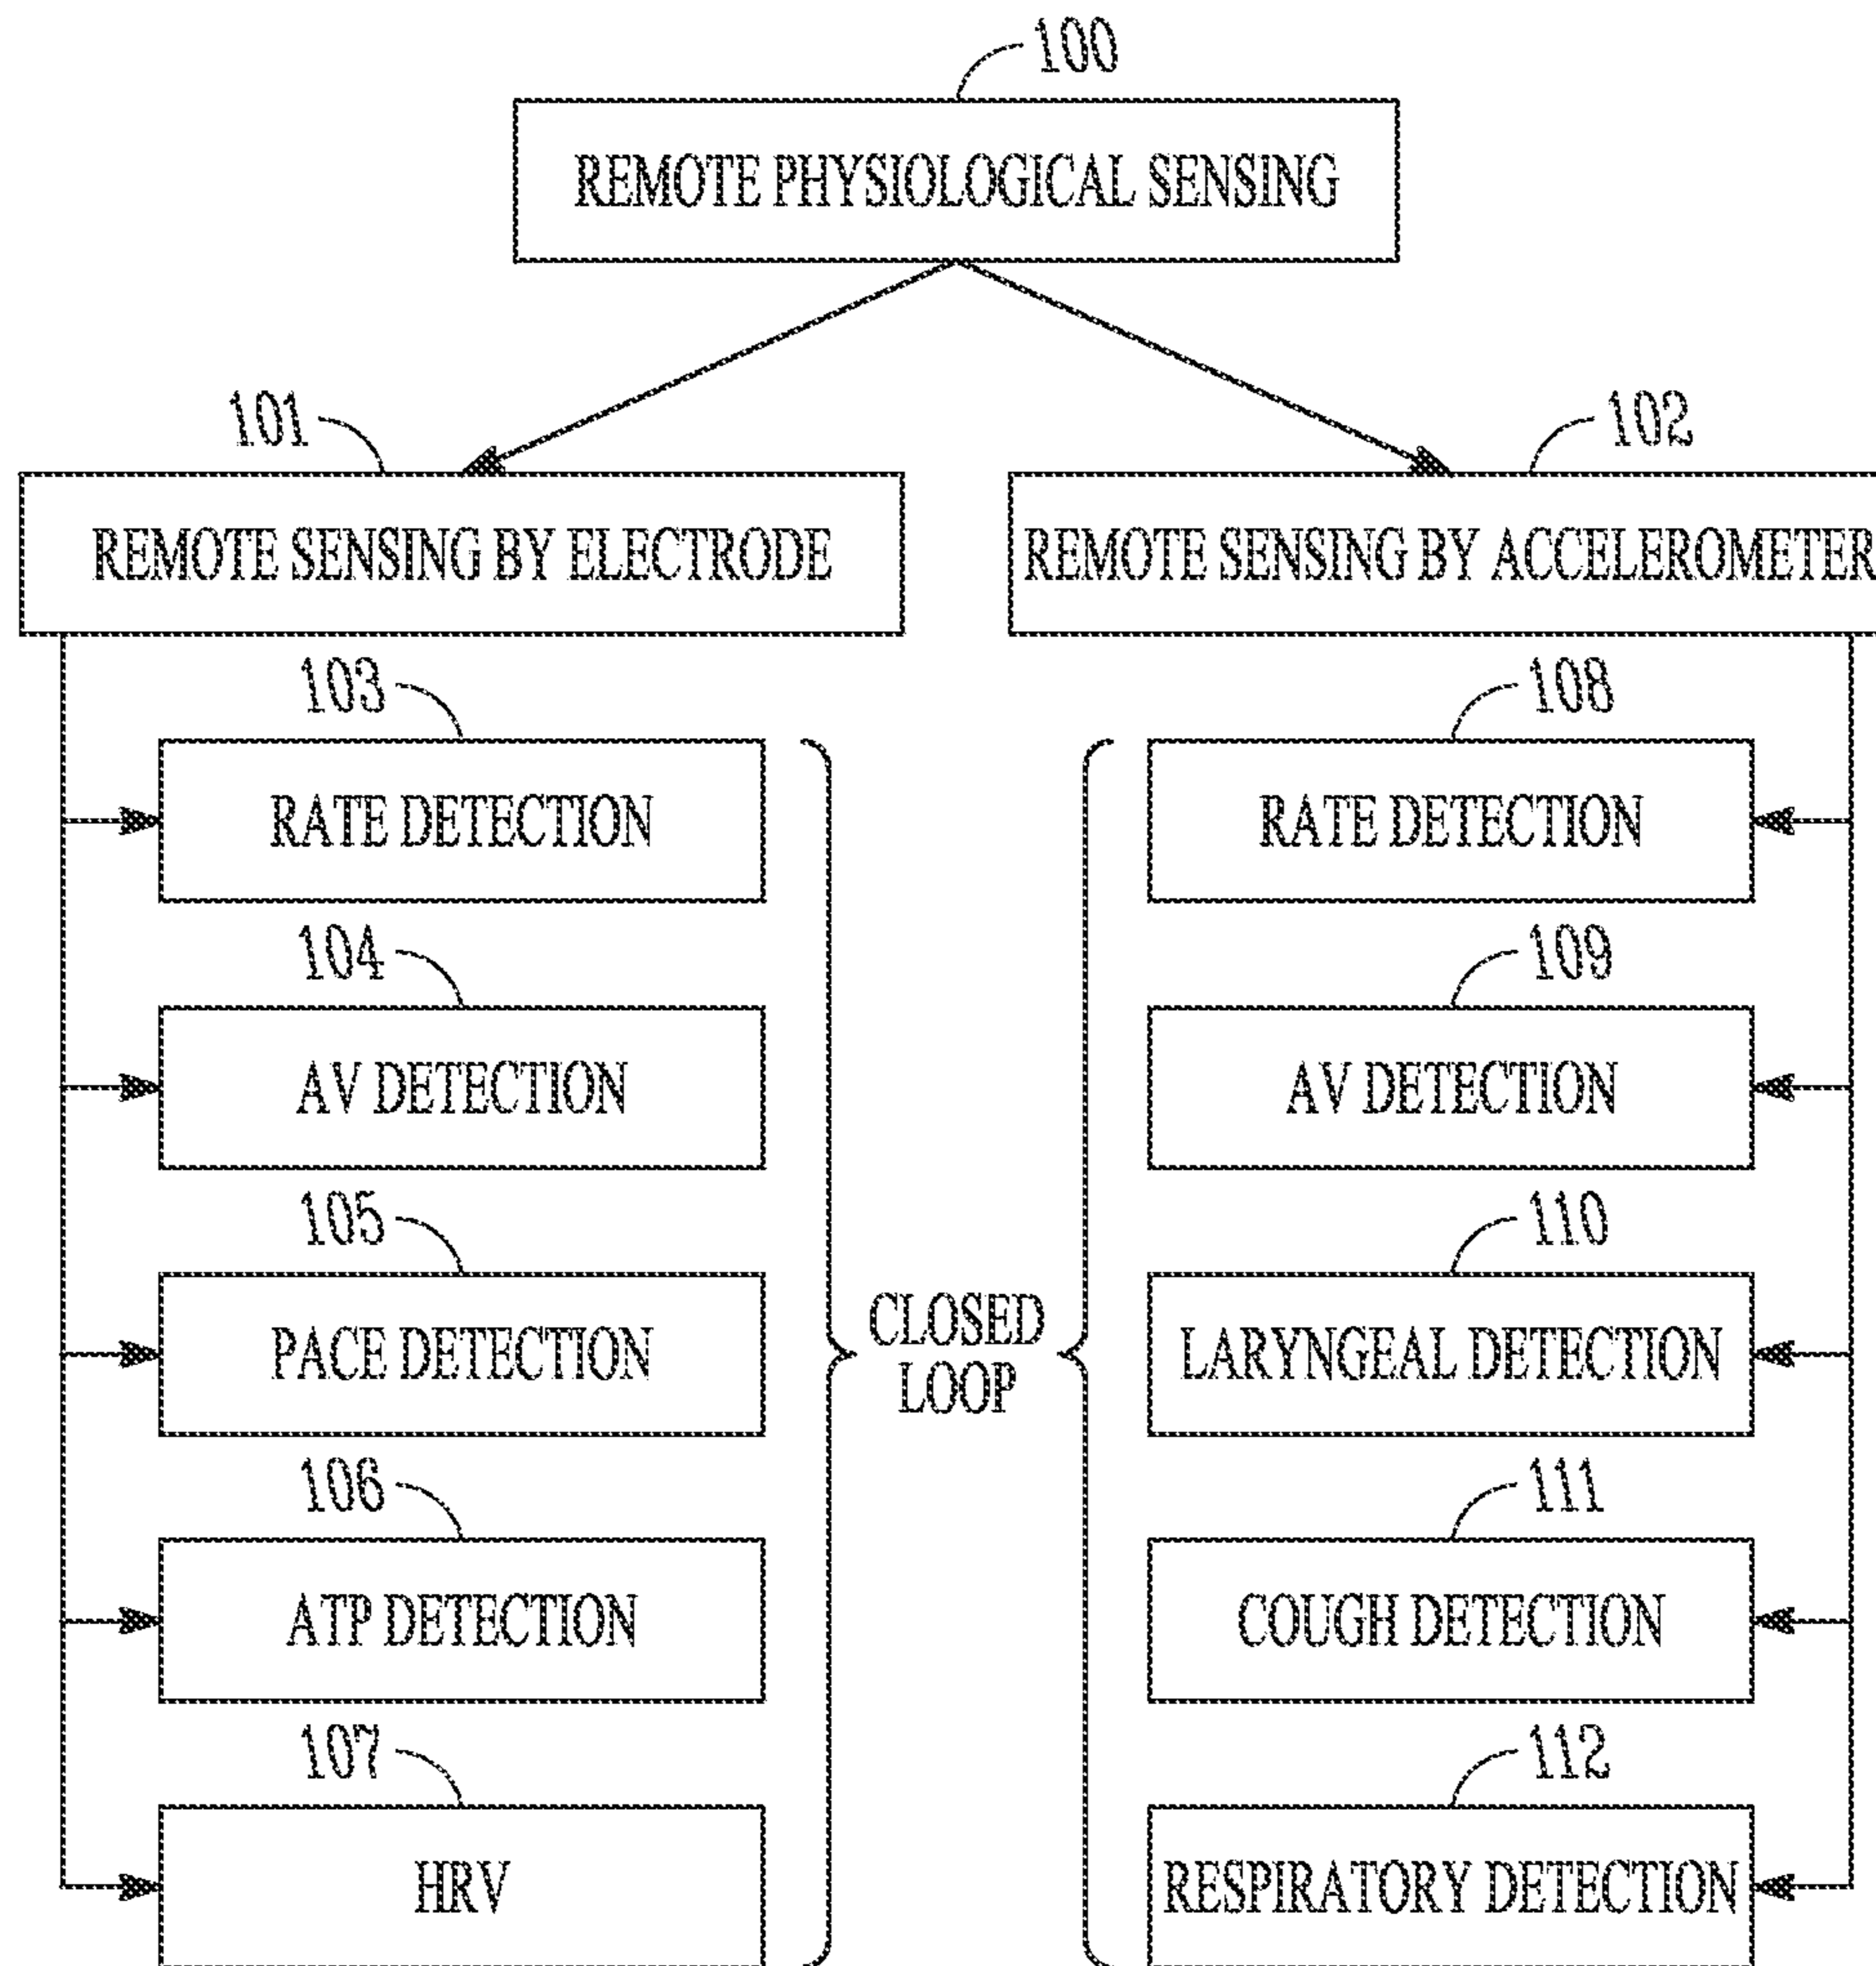 100
REMOTE PHYSIOLOGICAL SENSING
101
REMOTE SENSING BY ELECTRODE
102
REMOTE SENSING BY ACCELEROMETER
103
RATE DETECTION
104
AV DETECTION
105
PACE DETECTION
106
ATP DETECTION
107
HRV
CLOSED
LOOP
108
RATE DETECTION
109
AV DETECTION
110
LARYNGEAL DETECTION
111
COUGH DETECTION
112
RESPIRATORY DETECTION